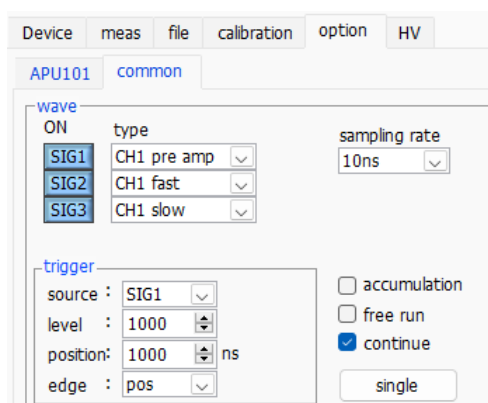 Device meas file calibration option HV
APU101 common
wave
ON type sampling rate
SIG1 CH1 pre amp 10ns
SIG2 CH1 fast
SIG3 CH1 slow
trigger
source : SIG1 accumulation
level : 1000 free run
position: 1000 ns continue
edge : pos single